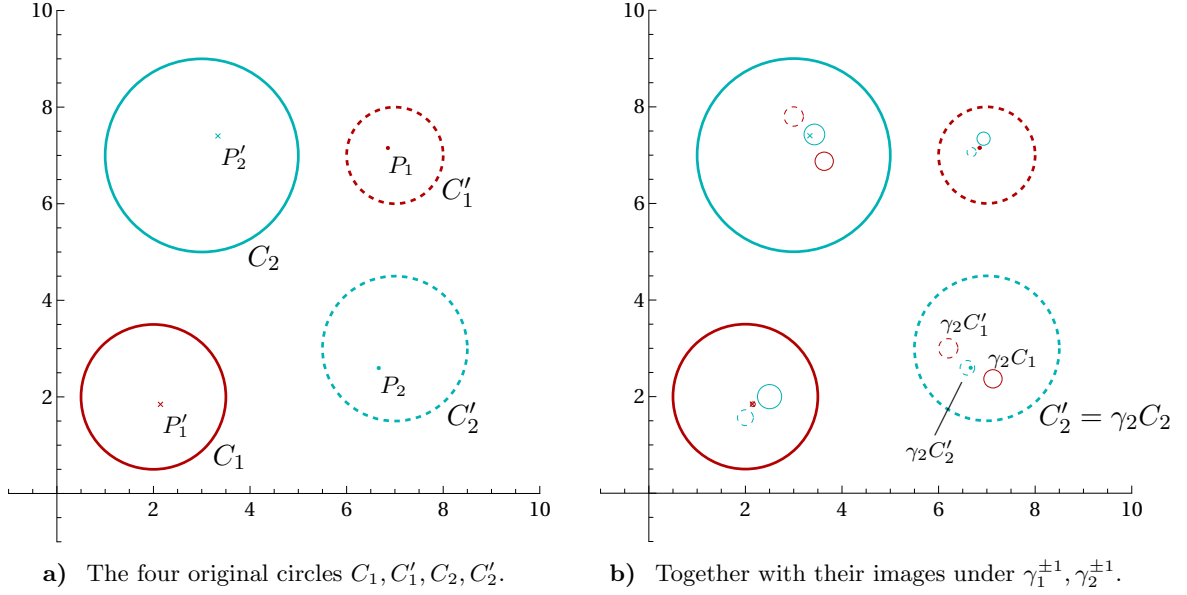 10
8
6
4
2
2 4 6 8 10
P′₂
P₁
C′₁
C₂
P₂
P′₁
C′₂
C₁
a) The four original circles C₁, C′₁, C₂, C′₂.
10
8
6
4
2
2 4 6 8 10
γ₂C′₁
γ₂C₁
C′₂ = γ₂C₂
γ₂C′₂
b) Together with their images under γ₁^{±1}, γ₂^{±1}.